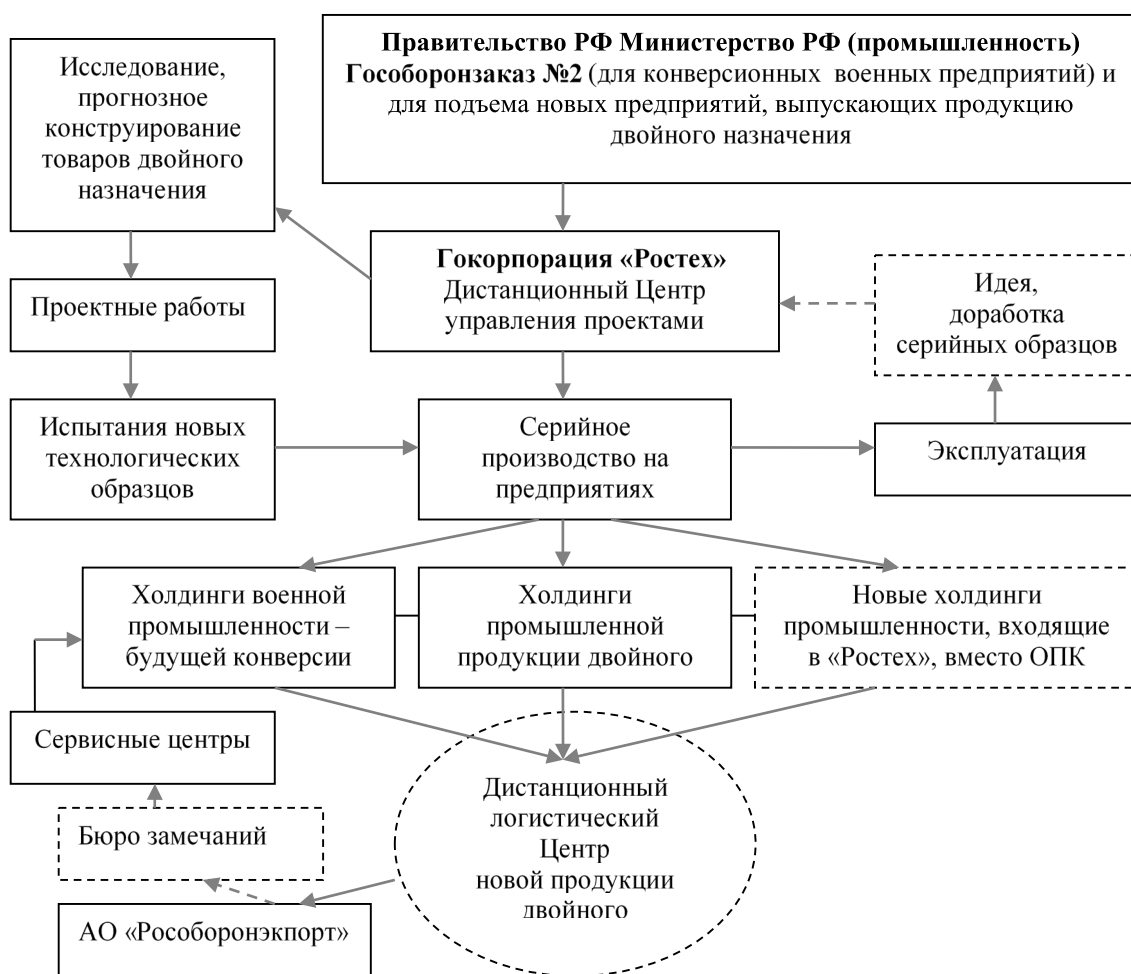 Исследование,
прогнозное
конструирование
товаров двойного
назначения
Правительство РФ Министерство РФ (промышленность)
Гособоронзаказ №2 (для конверсионных военных предприятий) и
для подъема новых предприятий, выпускающих продукцию
двойного назначения
Гокорпорация «Ростех»
Дистанционный Центр
управления проектами
Идея,
доработка
серийных образцов
Проектные работы
Испытания новых
технологических
образцов
Серийное
производство на
предприятиях
Эксплуатация
Холдинги военной
промышленности –
будущей конверсии
Холдинги
промышленной
продукции двойного
Новые холдинги
промышленности, входящие
в «Ростех», вместо ОПК
Сервисные центры
Бюро замечаний
АО «Рособоронэкпорт»
Дистанционный
логистический
Центр
новой продукции
двойного